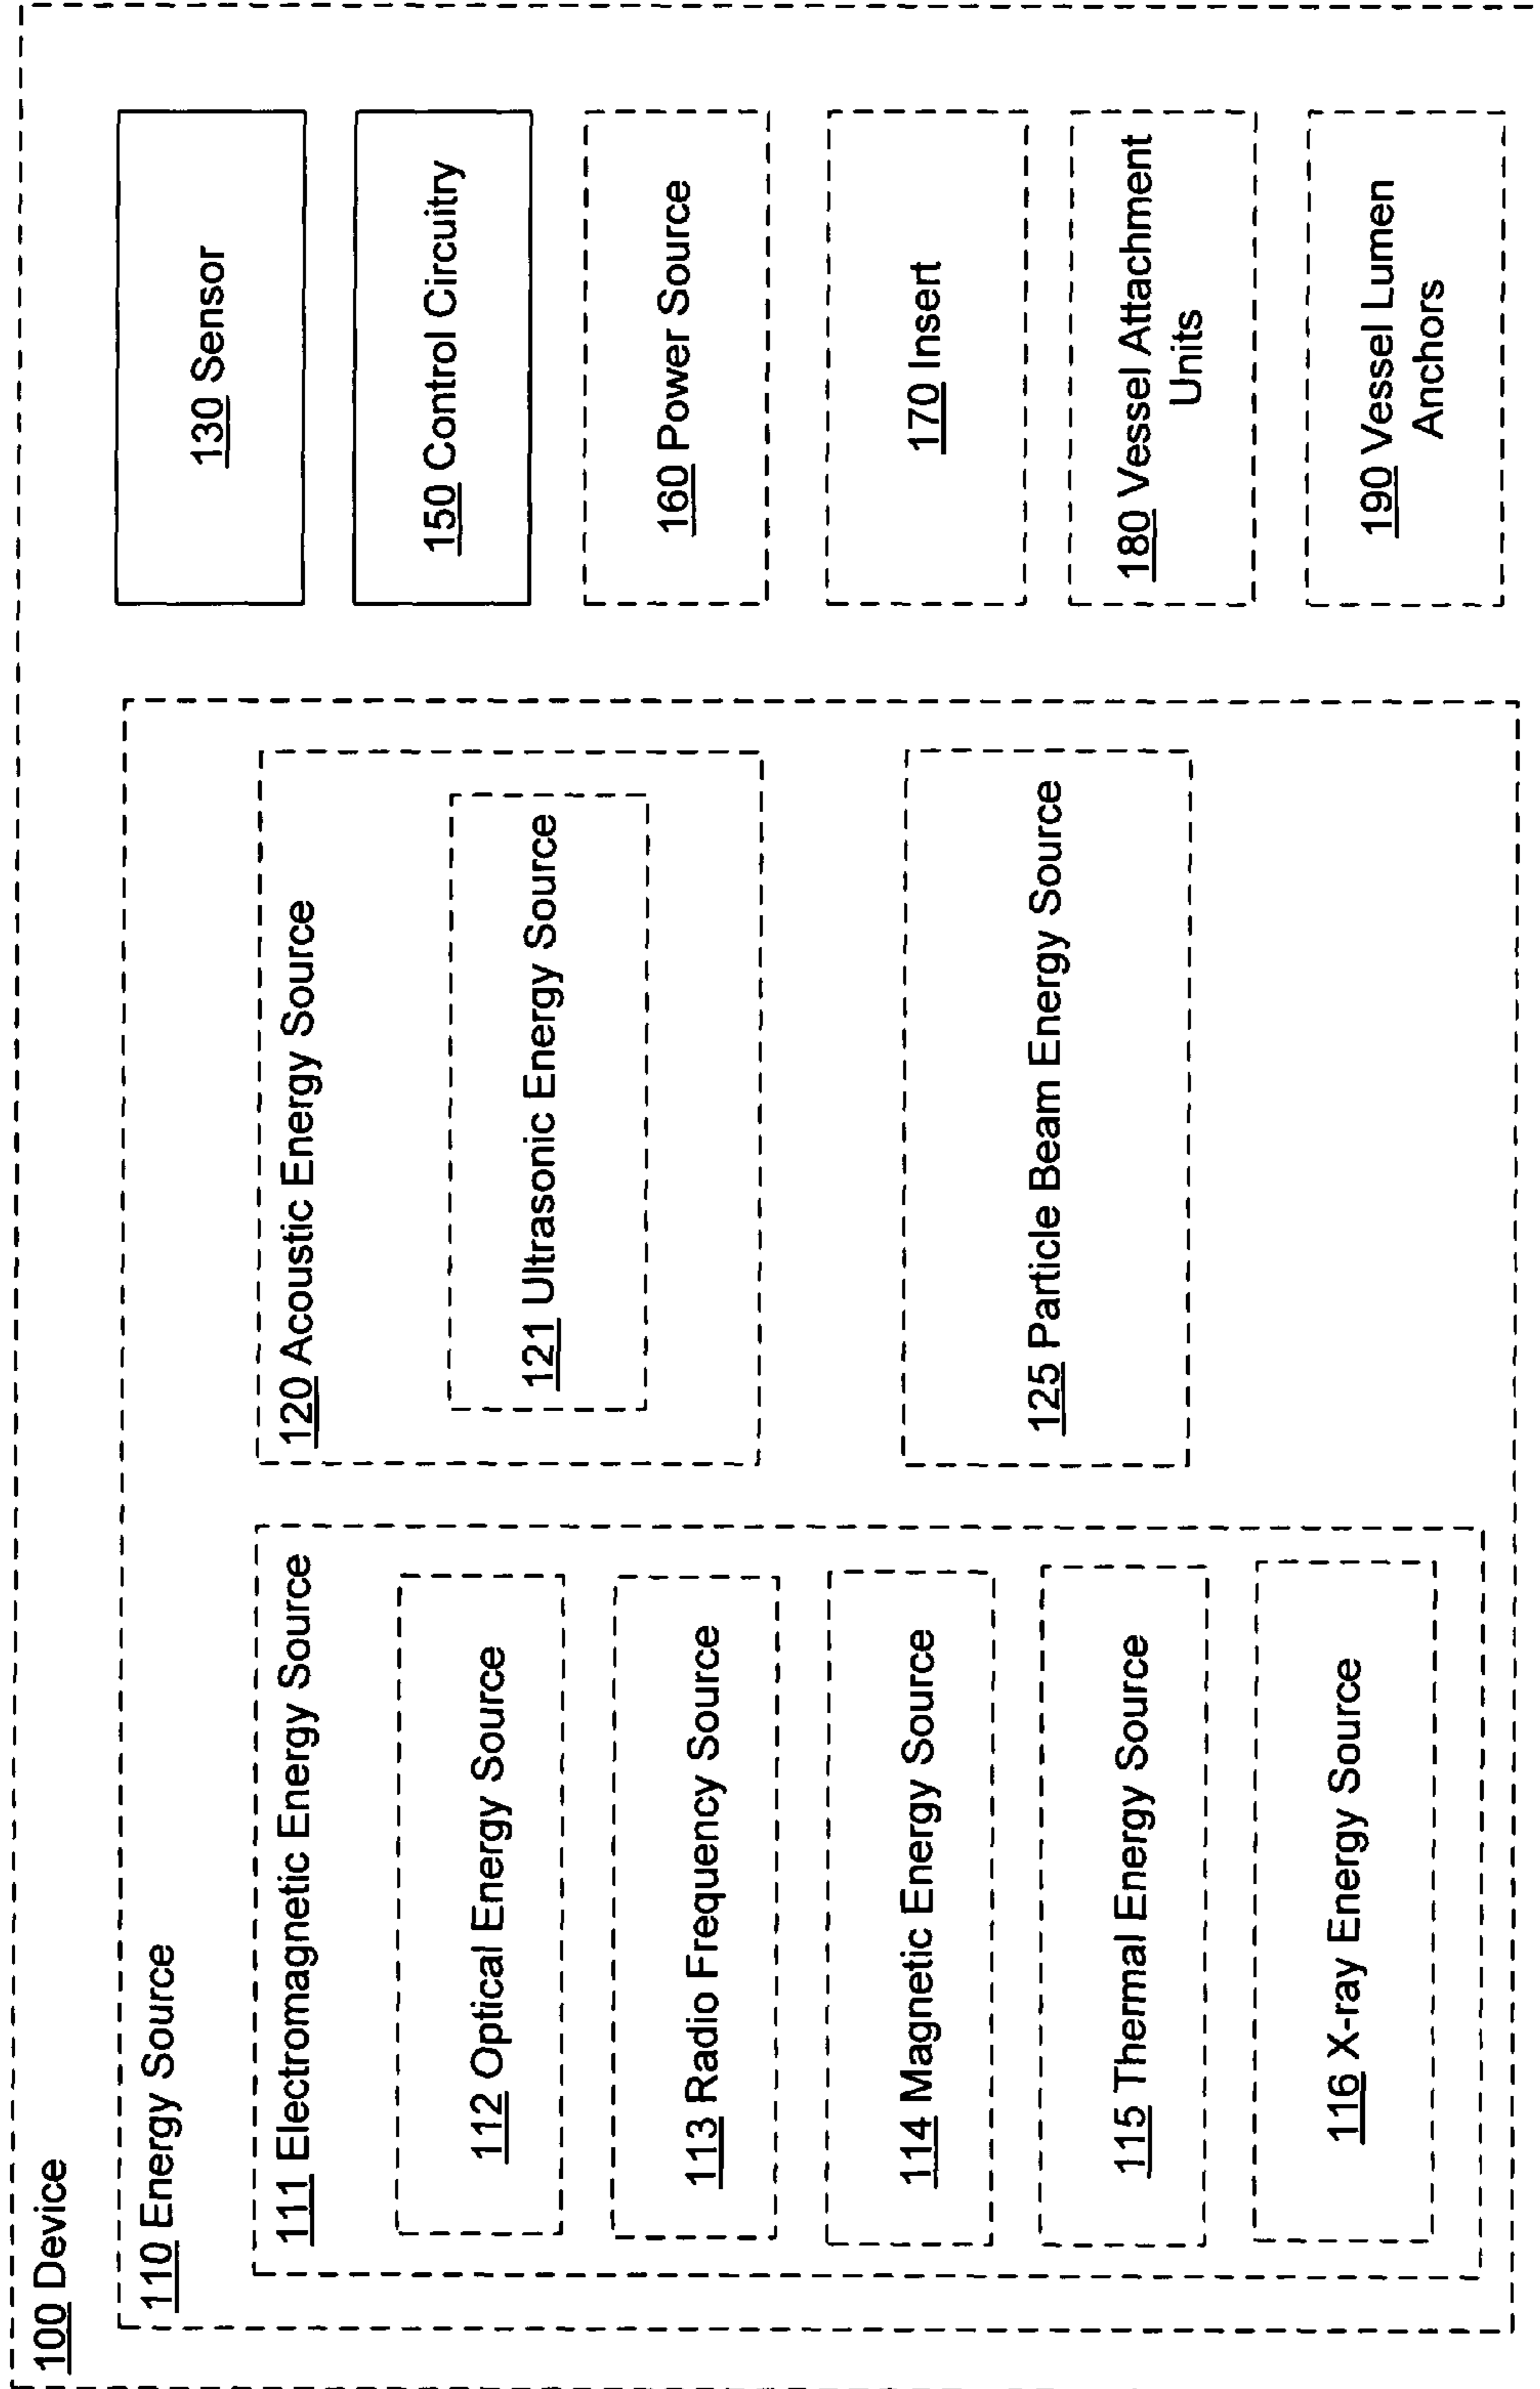 100 Device
110 Energy Source
111 Electromagnetic Energy Source
112 Optical Energy Source
113 Radio Frequency Source
114 Magnetic Energy Source
115 Thermal Energy Source
116 X-ray Energy Source
120 Acoustic Energy Source
121 Ultrasonic Energy Source
125 Particle Beam Energy Source
130 Sensor
150 Control Circuitry
160 Power Source
170 Insert
180 Vessel Attachment
Units
190 Vessel Lumen
Anchors